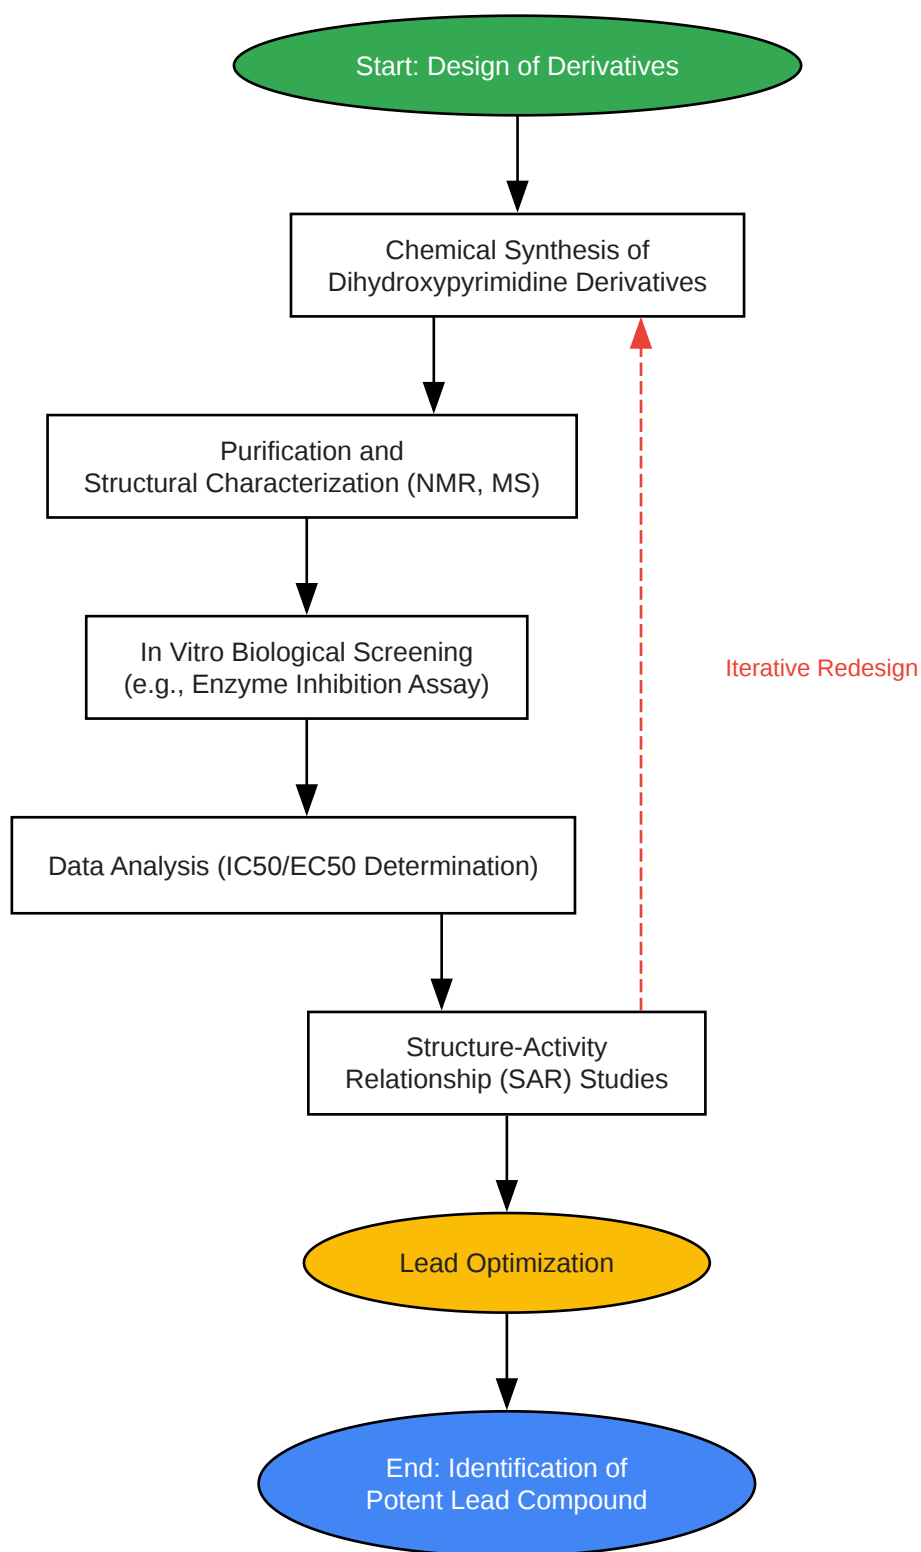 Start: Design of Derivatives
Chemical Synthesis of
Dihydroxypyrimidine Derivatives
Purification and
Structural Characterization (NMR, MS)
In Vitro Biological Screening
(e.g., Enzyme Inhibition Assay)
Iterative Redesign
Data Analysis (IC50/EC50 Determination)
Structure-Activity
Relationship (SAR) Studies
Lead Optimization
End: Identification of
Potent Lead Compound